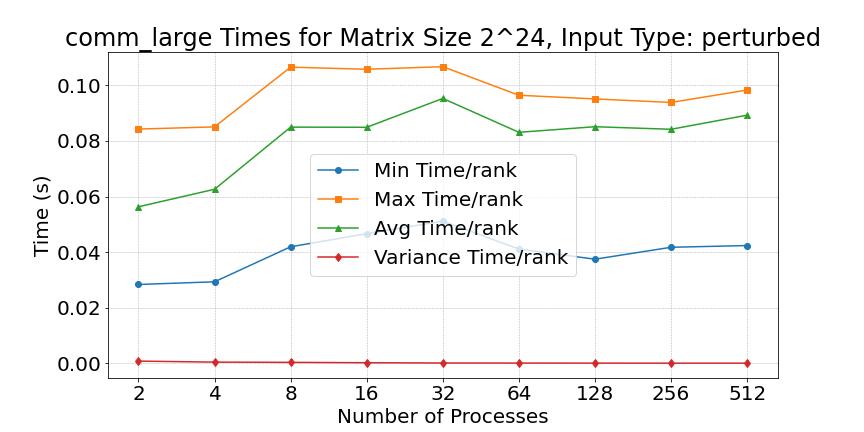 comm_large Times for Matrix Size 2^24, Input Type: perturbed
Time (s)
0.10
0.08
0.06
0.04
0.02
0.00
Min Time/rank
Max Time/rank
Avg Time/rank
Variance Time/rank
2 4 8 16 32 64 128 256 512
Number of Processes